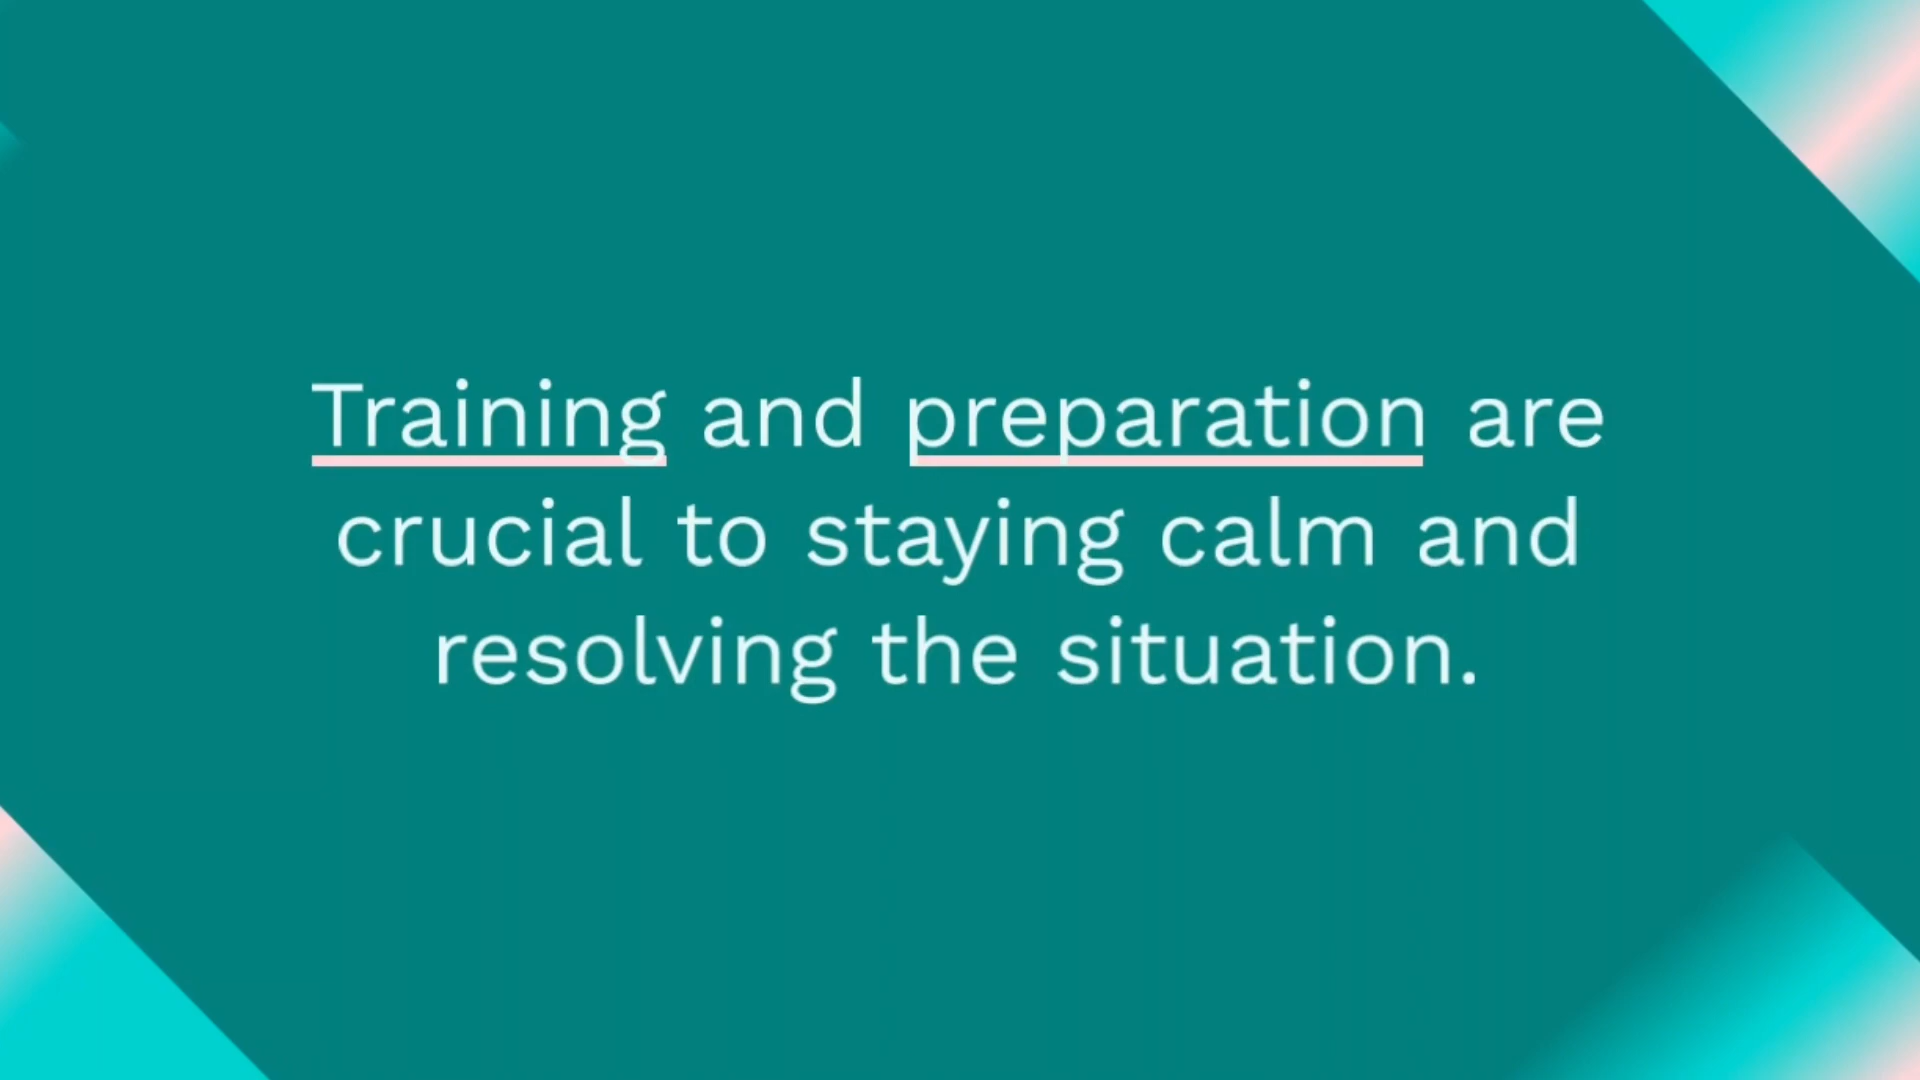 Training and preparation are
crucial to staying calm and
resolving the situation.